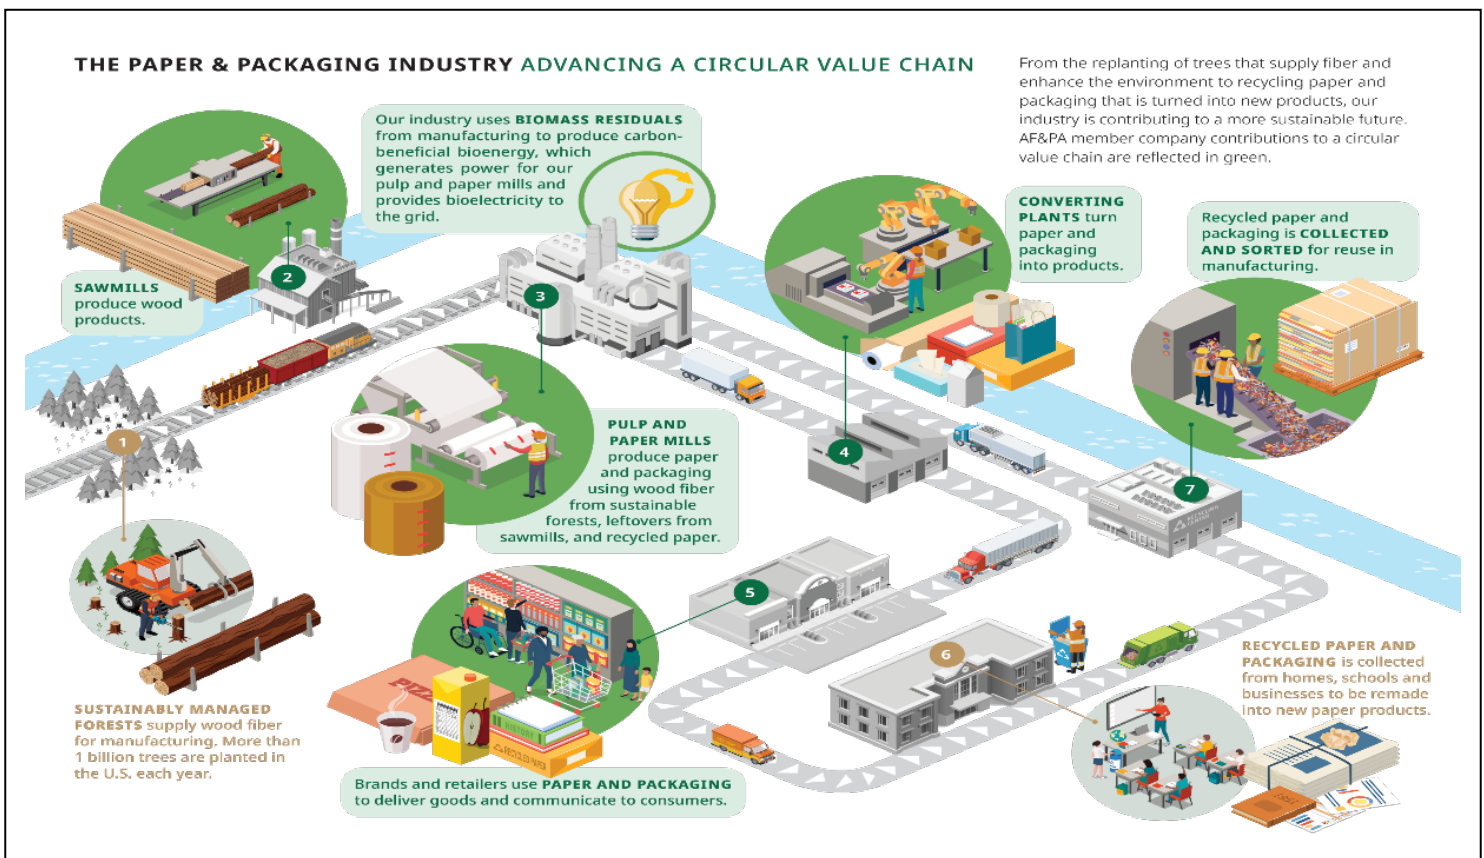 THE PAPER & PACKAGING INDUSTRY ADVANCING A CIRCULAR VALUE CHAIN
From the replanting of trees that supply fiber and
enhance the environment to recycling paper and
packaging that is turned into new products, our
industry is contributing to a more sustainable future.
AF&PA member company contributions to a circular
value chain are reflected in green.
Our industry uses BIOMASS RESIDUALS
from manufacturing to produce carbon-
beneficial bioenergy, which
generates power for our
pulp and paper mills and
provides bioelectricity to
the grid.
CONVERTING
PLANTS turn
paper and
packaging
into products.
Recycled paper and
packaging is COLLECTED
AND SORTED for reuse in
manufacturing.
2
SAWMILLS
produce wood
products.
3
1
PULP AND
PAPER MILLS
produce paper
and packaging
using wood fiber
from sustainable
forests, leftovers from
sawmills, and recycled paper.
4
7
RECYCLING
CENTER
5
6
SUSTAINABLY MANAGED
FORESTS supply wood fiber
for manufacturing. More than
1 billion trees are planted in
the U.S. each year.
PIZZA
HISTORY
RECYCLED PAPER
Brands and retailers use PAPER AND PACKAGING
to deliver goods and communicate to consumers.
RECYCLED PAPER AND
PACKAGING is collected
from homes, schools and
businesses to be remade
into new paper products.